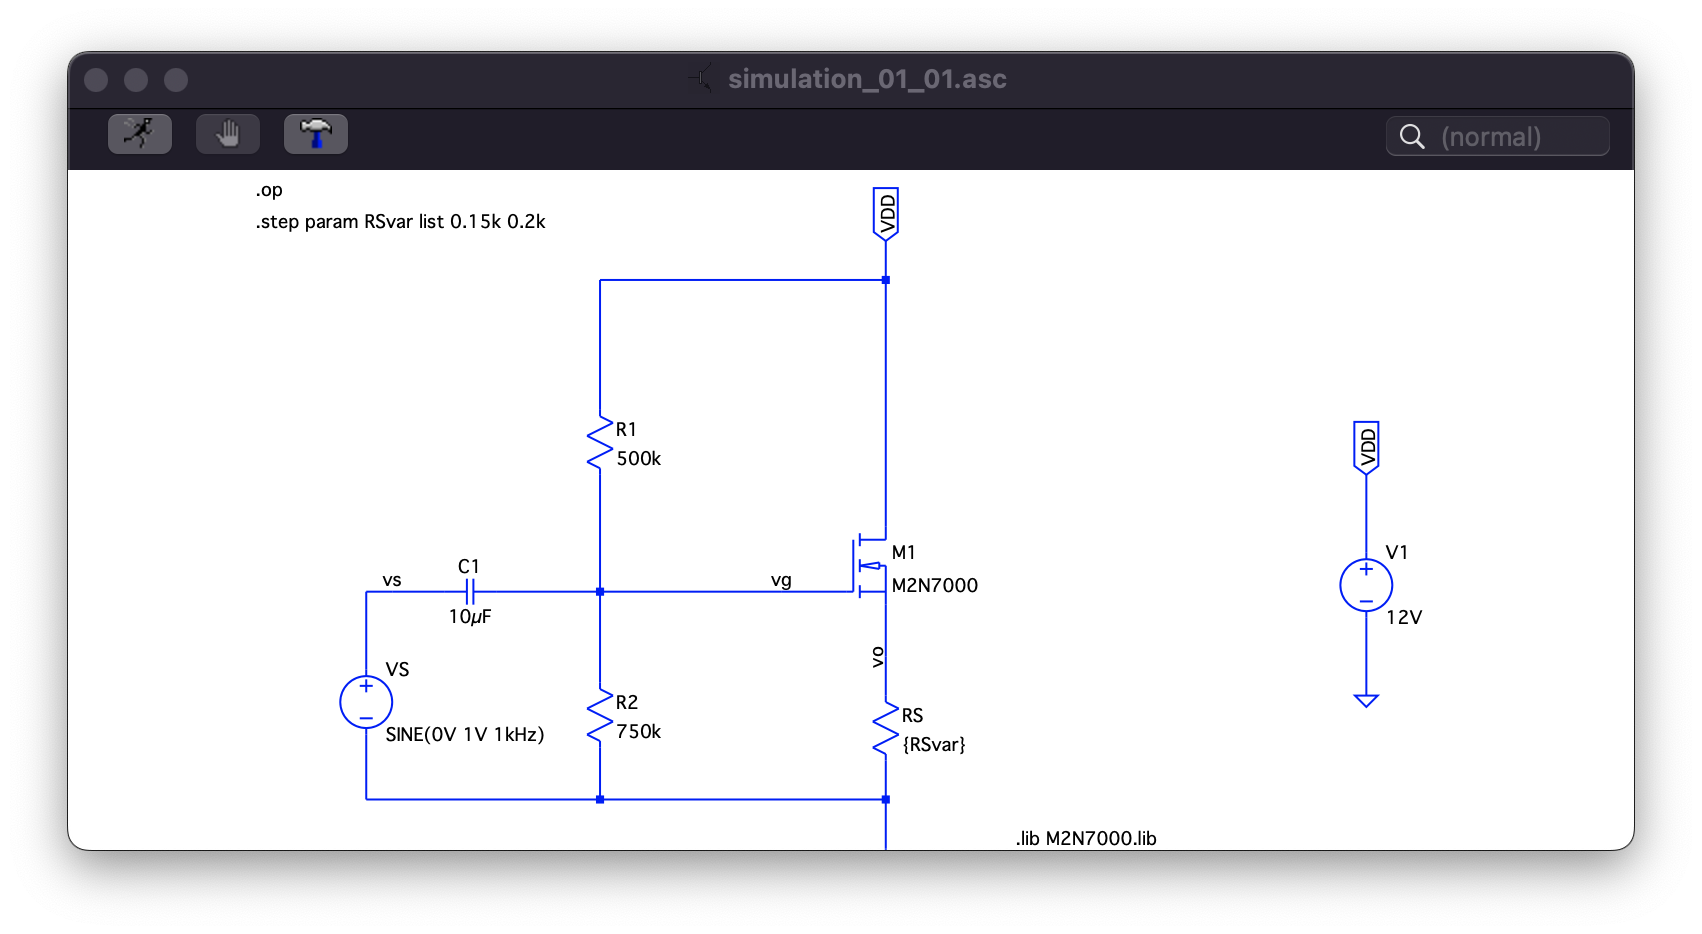 simulation_01_01.asc
(normal)
.op
.step param RSvar list 0.15k 0.2k
VDD
R1
500k
VDD
M1
M2N7000
V1
12V
C1
vs
10µF
vg
vo
VS
SINE(0V 1V 1kHz)
R2
750k
RS
{RSvar}
.lib M2N7000.lib